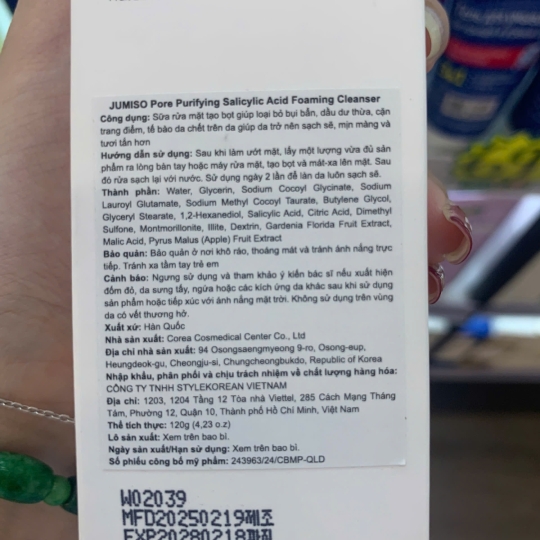 JUMISO Pore Purifying Salicylic Acid Foaming Cleanser
Công dụng: Sữa rửa mặt tạo bọt giúp loại bỏ bụi bẩn, dầu dư thừa, cặn
trang điểm, tế bào da chết trên da giúp da trở nên sạch sẽ, mịn màng và
tươi tắn hơn
Hướng dẫn sử dụng: Sau khi làm ướt mặt, lấy một lượng vừa đủ sản
phẩm ra lòng bàn tay hoặc máy rửa mặt, tạo bọt và mát-xa lên mặt. Sau
đó rửa sạch lại với nước. Sử dụng ngày 2 lần để làn da luôn sạch sẽ.
Thành phần: Water, Glycerin, Sodium Cocoyl Glycinate, Sodium
Lauroyl Glutamate, Sodium Methyl Cocoyl Taurate, Butylene Glycol,
Glyceryl Stearate, 1,2-Hexanediol, Salicylic Acid, Citric Acid, Dimethyl
Sulfone, Montmorillonite, Illite, Dextrin, Gardenia Florida Fruit Extract,
Malic Acid, Pyrus Malus (Apple) Fruit Extract
Bảo quản: Bảo quản ở nơi khô ráo, thoáng mát và tránh ánh nắng trực
tiếp. Tránh xa tầm tay trẻ em
Cảnh báo: Ngưng sử dụng và tham khảo ý kiến bác sĩ nếu xuất hiện
đốm đỏ, da sưng tấy, ngứa hoặc các kích ứng da khác sau khi sử dụng
sản phẩm hoặc tiếp xúc với ánh nắng mặt trời. Không sử dụng trên vùng
da có vết thương hở.
Xuất xứ: Hàn Quốc
Nhà sản xuất: Corea Cosmedical Center Co., Ltd
Địa chỉ nhà sản xuất: 94 Osongsaengmyeong 9-ro, Osong-eup,
Heungdeok-gu, Cheongju-si, Chungcheongbukdo, Republic of Korea
Nhập khẩu, phân phối và chịu trách nhiệm về chất lượng hàng hóa:
CÔNG TY TNHH STYLEKOREAN VIETNAM
Địa chỉ: 1203, 1204 Tầng 12 Tòa nhà Viettel, 285 Cách Mạng Tháng
Tám, Phường 12, Quận 10, Thành phố Hồ Chí Minh, Việt Nam
Thể tích thực: 120g (4,23 o.z)
Lô sản xuất: Xem trên bao bì.
Ngày sản xuất/Hạn sử dụng: Xem trên bao bì.
Số phiếu công bố mỹ phẩm: 243963/24/CBMP-QLD
W02039
MFD20250219제조
EXP20280218까지